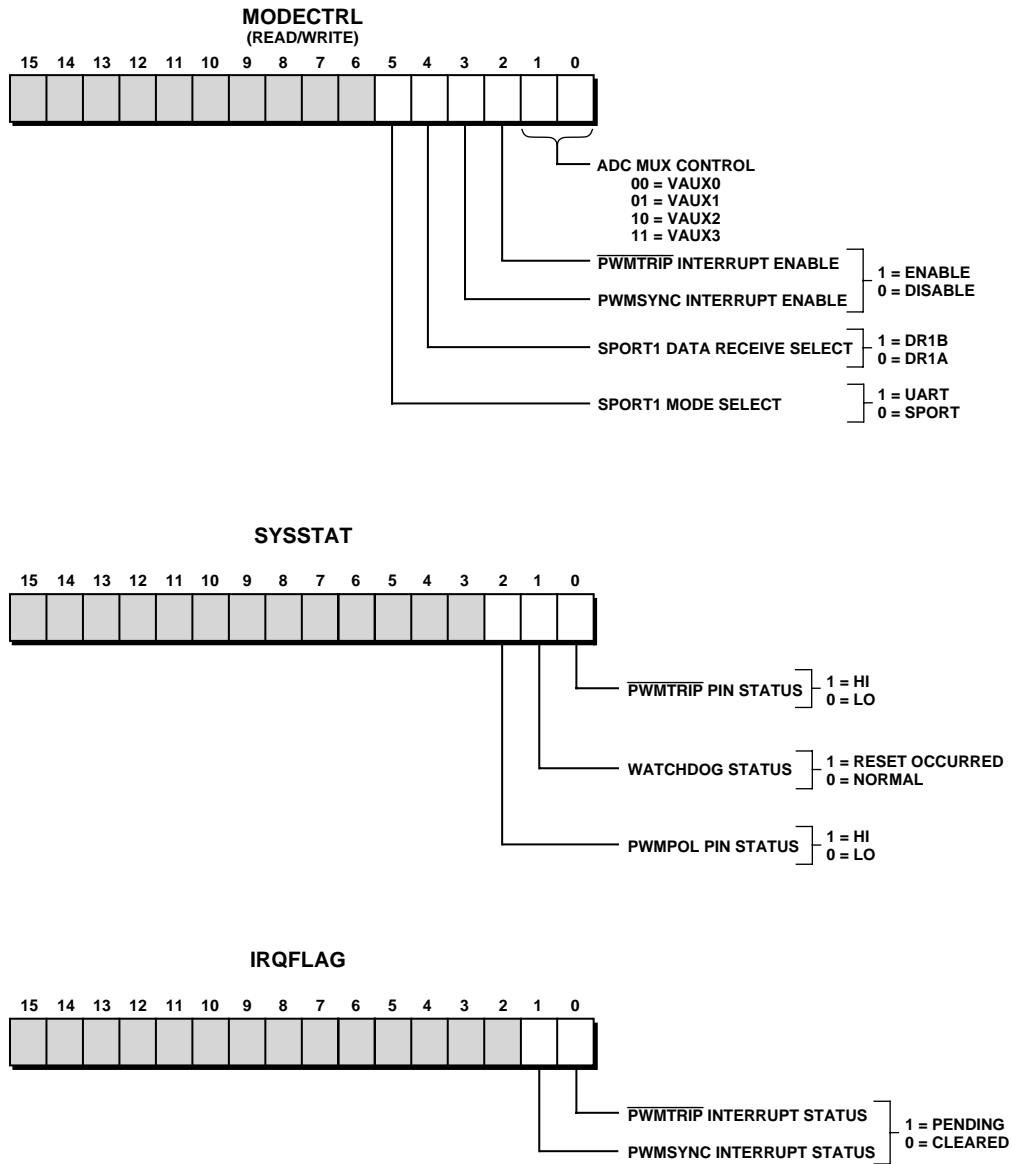 MODECTRL
(READ/WRITE)
15 14 13 12 11 10 9 8 7 6 5 4 3 2 1 0
ADC MUX CONTROL
00 = VAUX0
01 = VAUX1
10 = VAUX2
11 = VAUX3
PWMTRIP INTERRUPT ENABLE
PWMSYNC INTERRUPT ENABLE
1 = ENABLE
0 = DISABLE
SPORT1 DATA RECEIVE SELECT
1 = DR1B
0 = DR1A
SPORT1 MODE SELECT
1 = UART
0 = SPORT
SYSSTAT
15 14 13 12 11 10 9 8 7 6 5 4 3 2 1 0
PWMTRIP PIN STATUS
1 = HI
0 = LO
WATCHDOG STATUS
1 = RESET OCCURRED
0 = NORMAL
PWMPOL PIN STATUS
1 = HI
0 = LO
IRQFLAG
15 14 13 12 11 10 9 8 7 6 5 4 3 2 1 0
PWMTRIP INTERRUPT STATUS
PWMSYNC INTERRUPT STATUS
1 = PENDING
0 = CLEARED